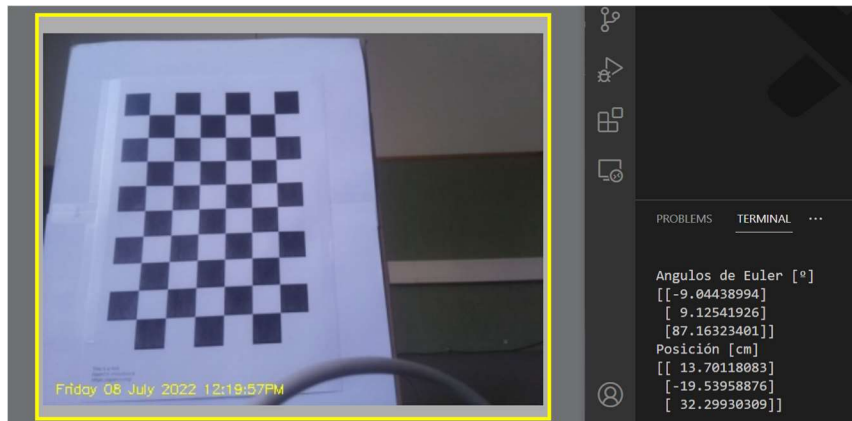 Friday 08 July 2022 12:19:57PM
PROBLEMS TERMINAL ...
Angulos de Euler [º]
[[-9.04438994]
[ 9.12541926]
[87.16323401]]
Posición [cm]
[[ 13.70118083]
[-19.53958876]
[ 32.29930309]]